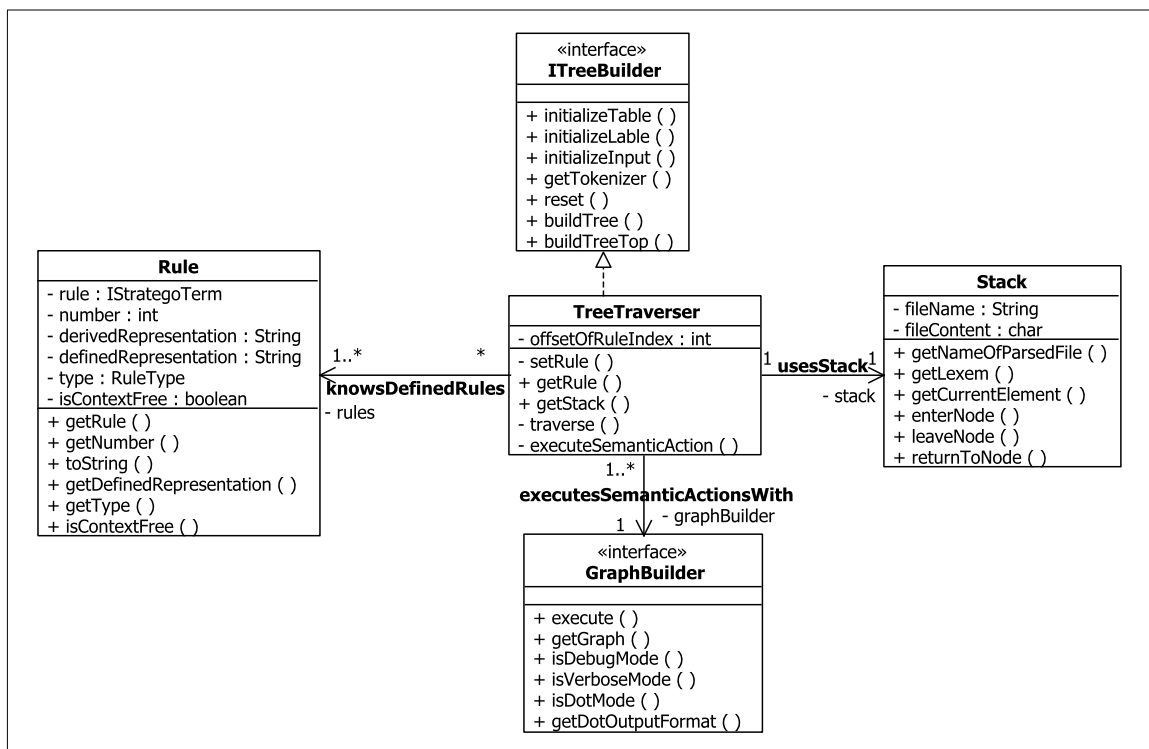 «interface»
ITreeBuilder
+ initializeTable ( )
+ initializeLable ( )
+ initializeInput ( )
+ getTokenizer ( )
+ reset ( )
+ buildTree ( )
+ buildTreeTop ( )
Rule
- rule : IStrategoTerm
- number : int
- derivedRepresentation : String
- definedRepresentation : String
- type : RuleType
- isContextFree : boolean
+ getRule ( )
+ getNumber ( )
+ toString ( )
+ getDefinedRepresentation ( )
+ getType ( )
+ isContextFree ( )
1..* *
knowsDefinedRules
- rules
TreeTraverser
- offsetOfRuleIndex : int
- setRule ( )
+ getRule ( )
+ getStack ( )
- traverse ( )
- executeSemanticAction ( )
1 usesStack 1
- stack
Stack
- fileName : String
- fileContent : char
+ getNameOfParsedFile ( )
+ getLexem ( )
+ getCurrentElement ( )
+ enterNode ( )
+ leaveNode ( )
+ returnToNode ( )
1..*
executesSemanticActionsWith
- graphBuilder
1
«interface»
GraphBuilder
+ execute ( )
+ getGraph ( )
+ isDebugMode ( )
+ isVerboseMode ( )
+ isDotMode ( )
+ getDotOutputFormat ( )